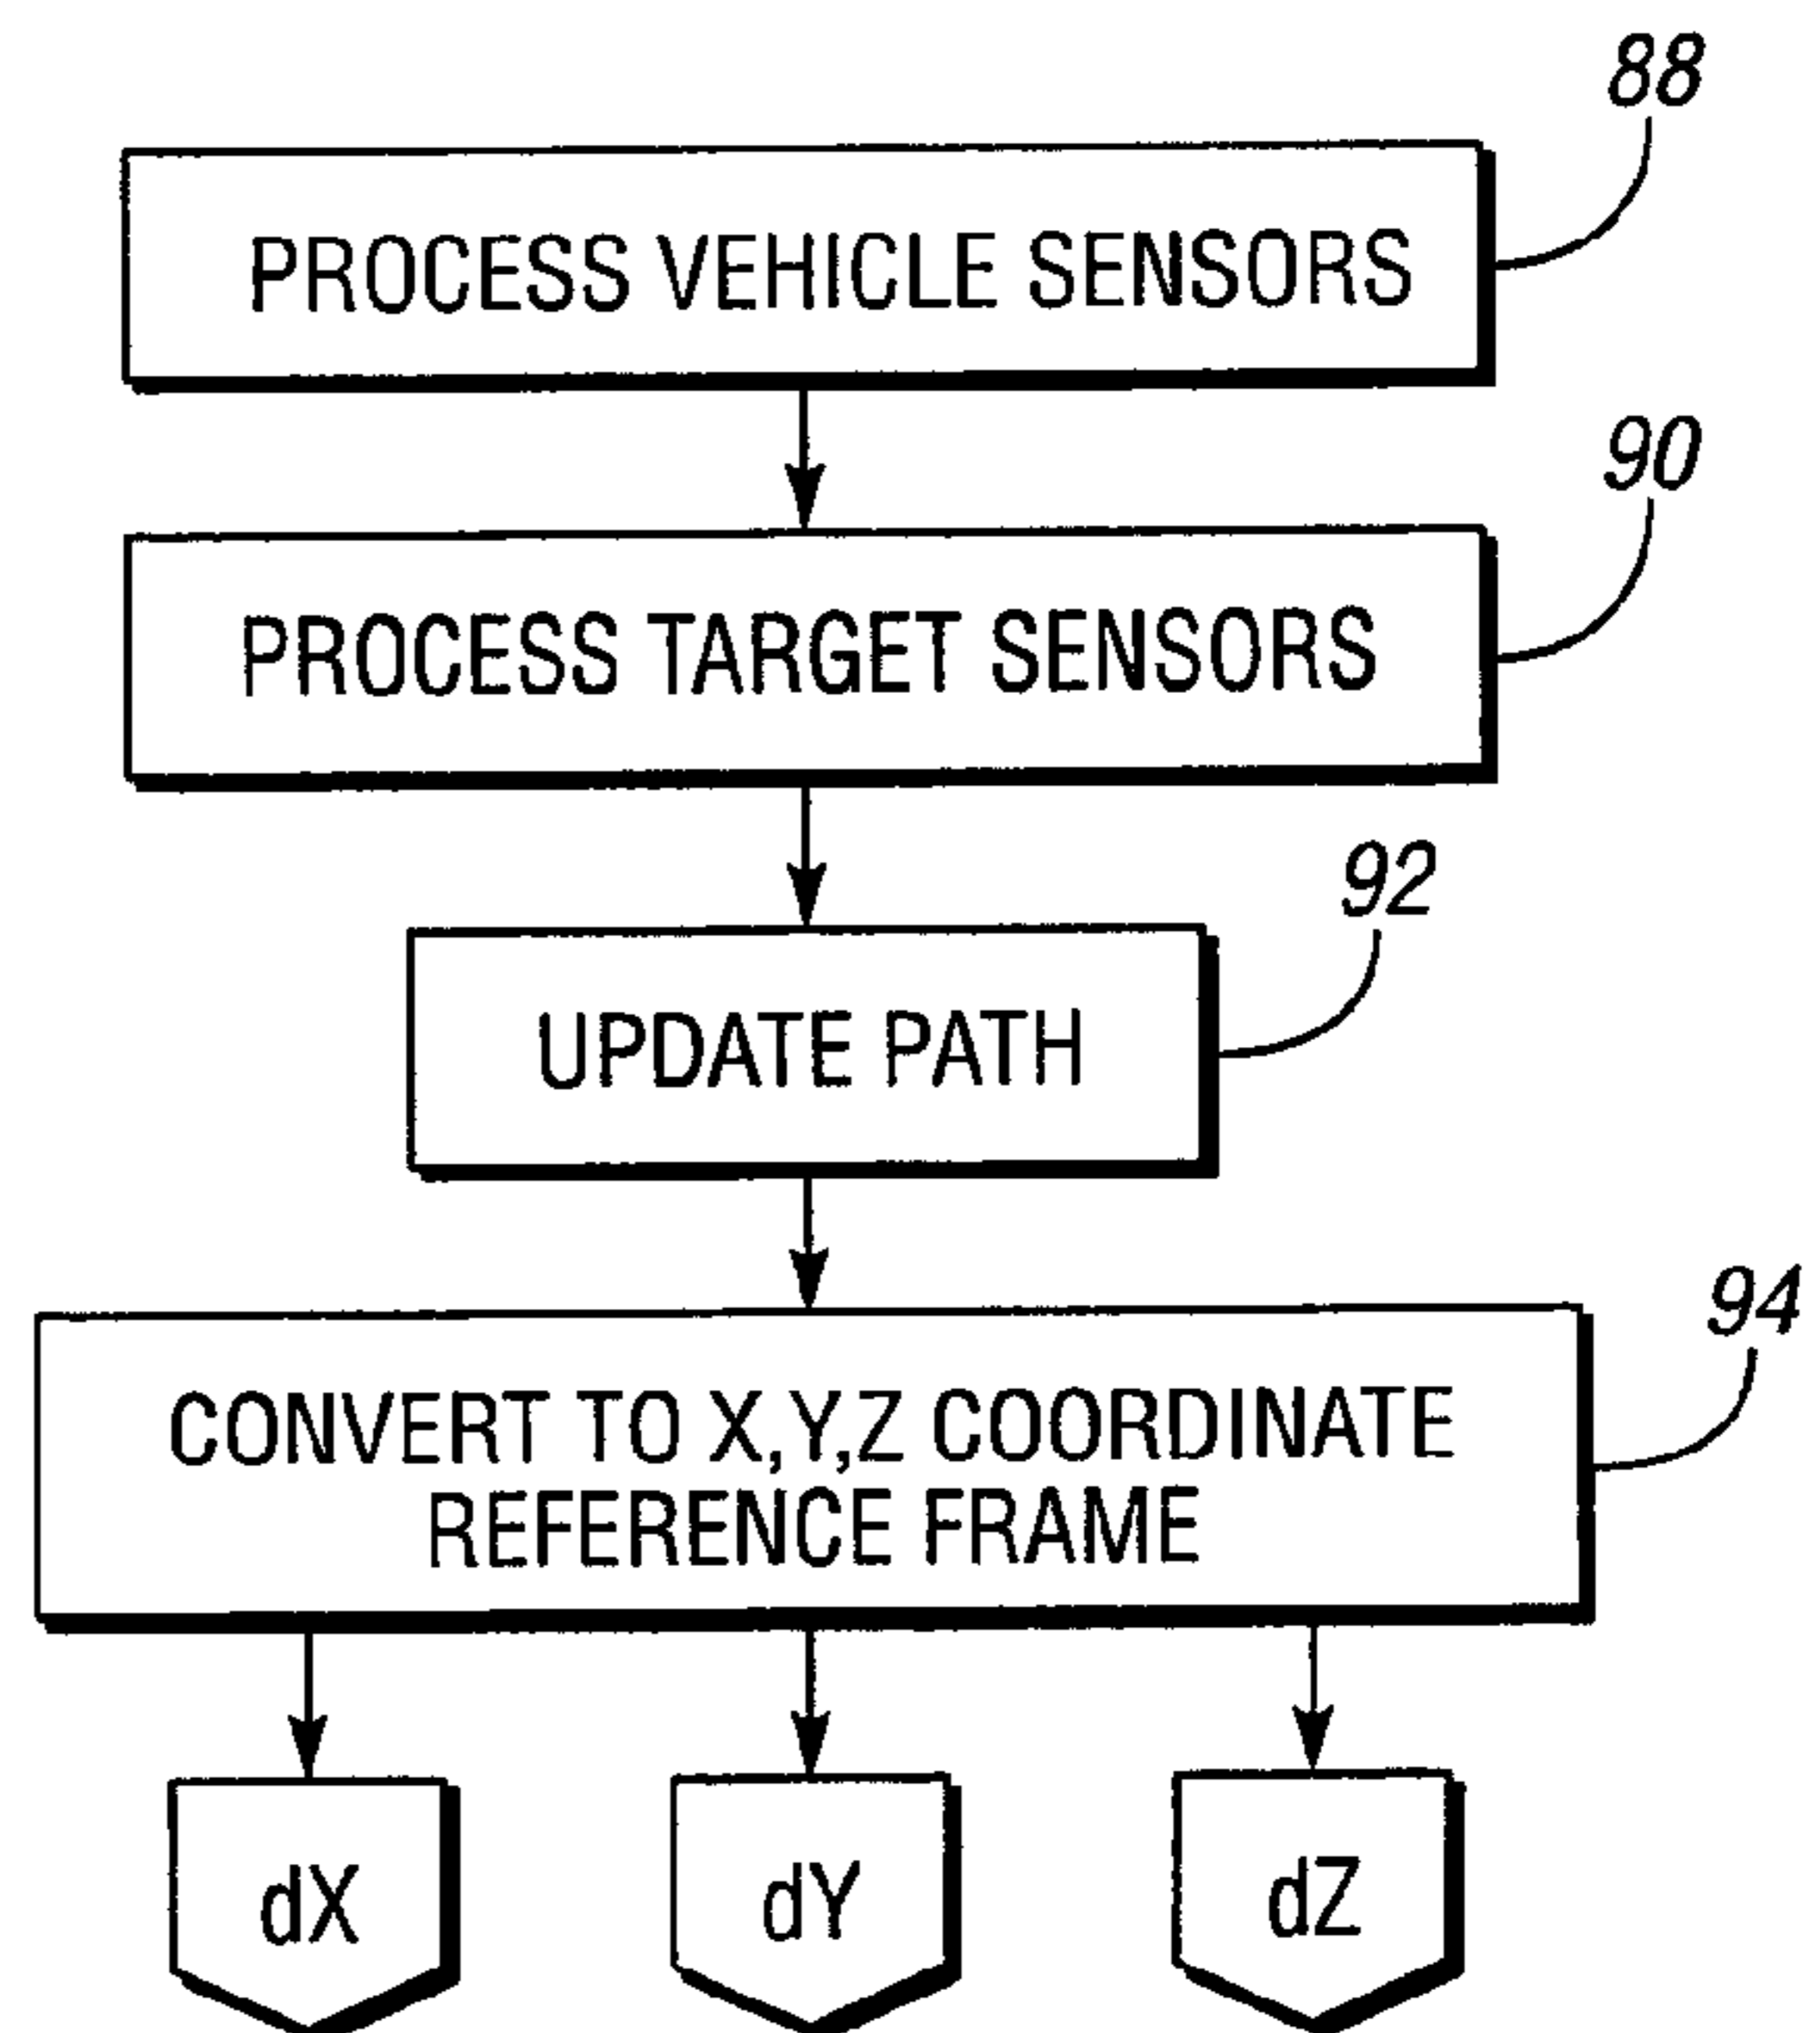 88
PROCESS VEHICLE SENSORS
90
PROCESS TARGET SENSORS
92
UPDATE PATH
94
CONVERT TO X,Y,Z COORDINATE
REFERENCE FRAME
dX dY dZ